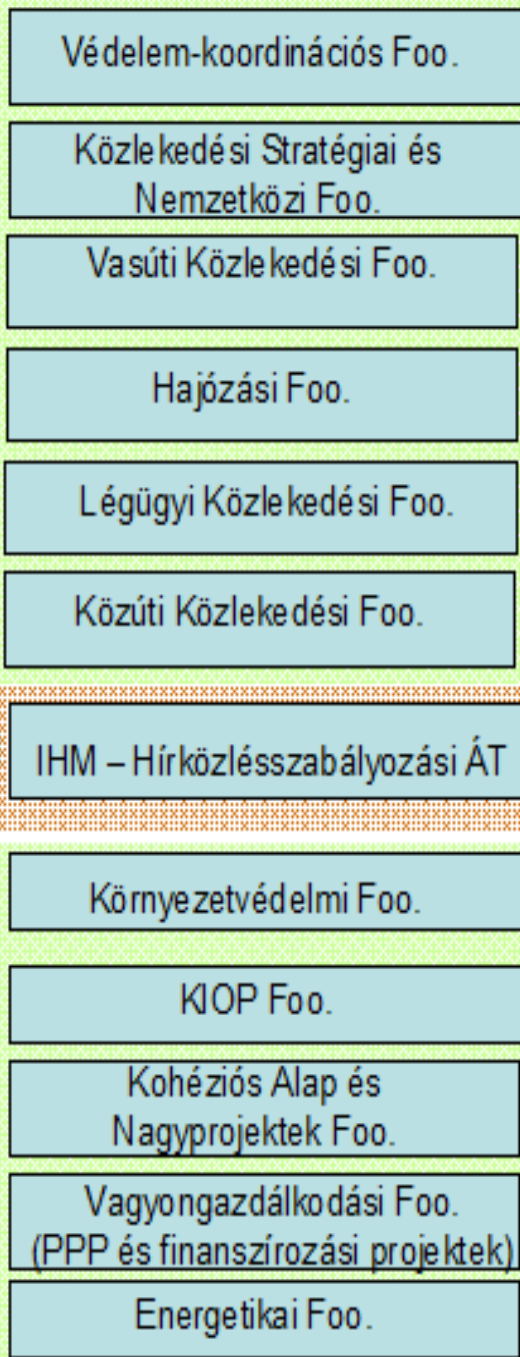 Védelem-koordinációs Foo.
Közlekedési Stratégiai és
Nemzetközi Foo.
Vasúti Közlekedési Foo.
Hajózási Foo.
Légügyi Közlekedési Foo.
Közúti Közlekedési Foo.
IHM – Hírközlésszabályozási ÁT
Környezetvédelmi Foo.
KIOP Foo.
Kohéziós Alap és
Nagyprojektek Foo.
Vagyongazdálkodási Foo.
(PPP és finanszírozási projektek)
Energetikai Foo.